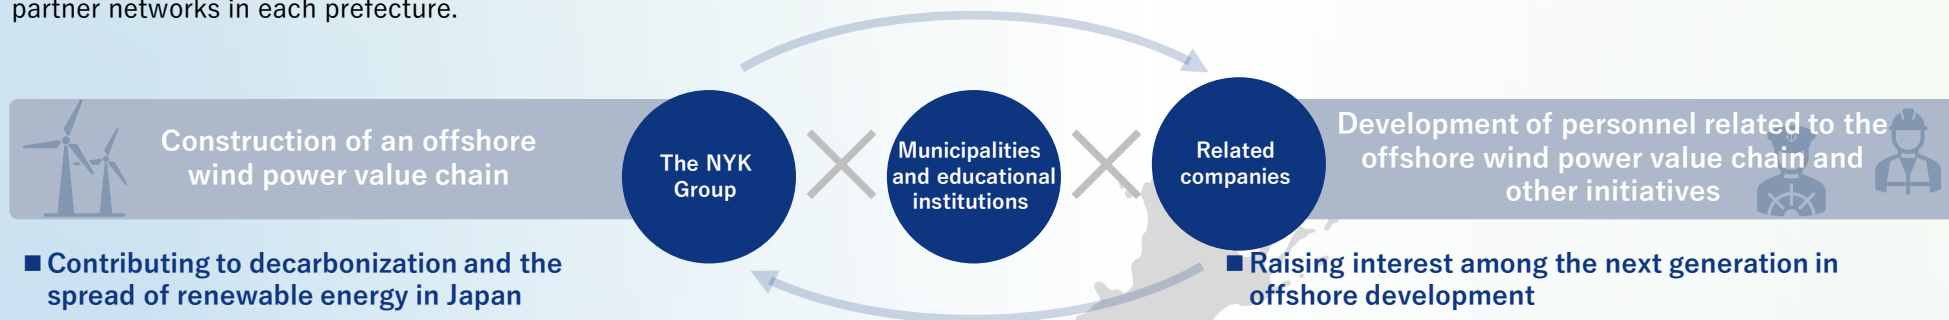 partner networks in each prefecture.
Construction of an offshore
wind power value chain
The NYK
Group
Municipalities
and educational
institutions
Related
companies
Development of personnel related to the
offshore wind power value chain and
other initiatives
■ Contributing to decarbonization and the
spread of renewable energy in Japan
■ Raising interest among the next generation in
offshore development